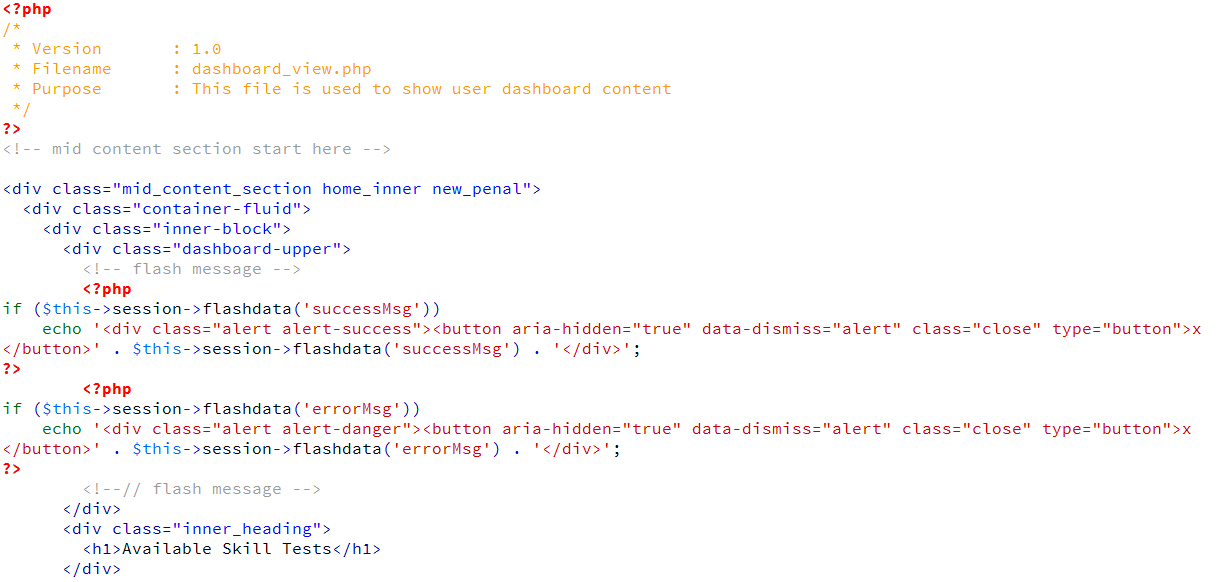 <?php
/*
 * Version       : 1.0
 * Filename      : dashboard_view.php
 * Purpose       : This file is used to show user dashboard content
 */
?>
<!-- mid content section start here -->

<div class="mid_content_section home_inner new_penal">
  <div class="container-fluid">
    <div class="inner-block">
      <div class="dashboard-upper">
        <!-- flash message -->
        <?php
if ($this->session->flashdata('successMsg'))
    echo '<div class="alert alert-success"><button aria-hidden="true" data-dismiss="alert" class="close" type="button">x
</button>' . $this->session->flashdata('successMsg') . '</div>';
?>
        <?php
if ($this->session->flashdata('errorMsg'))
    echo '<div class="alert alert-danger"><button aria-hidden="true" data-dismiss="alert" class="close" type="button">x
</button>' . $this->session->flashdata('errorMsg') . '</div>';
?>
        <!--// flash message -->
      </div>
      <div class="inner_heading">
        <h1>Available Skill Tests</h1>
      </div>